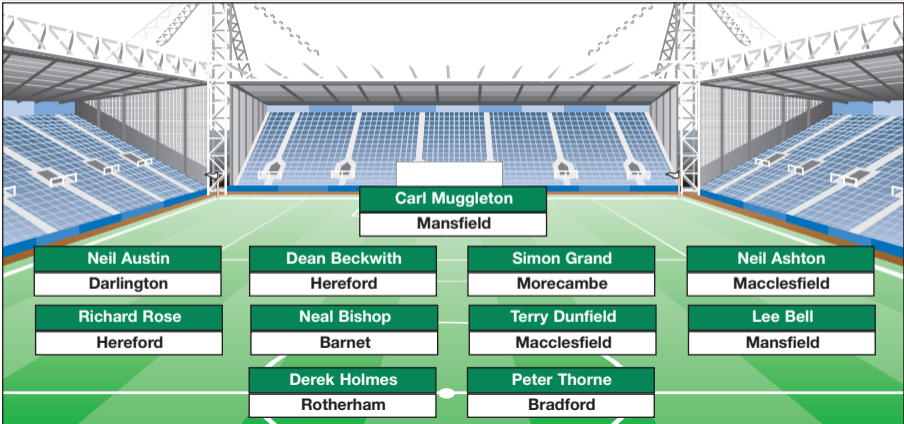 Carl Muggleton
Mansfield
Neil Austin
Darlington
Dean Beckwith
Hereford
Simon Grand
Morecambe
Neil Ashton
Macclesfield
Richard Rose
Hereford
Neal Bishop
Barnet
Terry Dunfield
Macclesfield
Lee Bell
Mansfield
Derek Holmes
Rotherham
Peter Thorne
Bradford